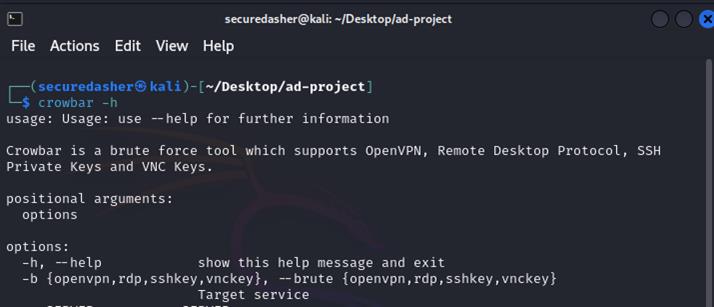 securedasher@kali: ~/Desktop/ad-project
File Actions Edit View Help
┌──(securedasher㉿kali)-[~/Desktop/ad-project]
└─$ crowbar -h
usage: Usage: use --help for further information
Crowbar is a brute force tool which supports OpenVPN, Remote Desktop Protocol, SSH
Private Keys and VNC Keys.
positional arguments:
options
options:
-h, --help show this help message and exit
-b {openvpn,rdp,sshkey,vnckey}, --brute {openvpn,rdp,sshkey,vnckey}
Target service